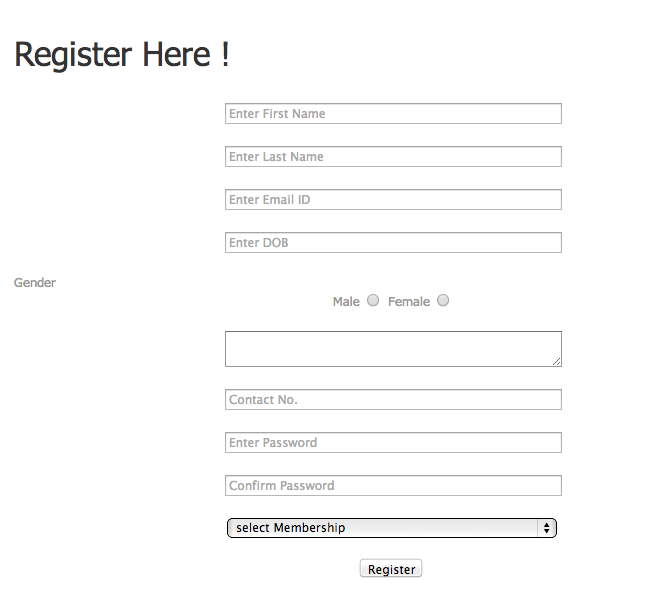 Register Here !
Enter First Name
Enter Last Name
Enter Email ID
Enter DOB
Gender
Male Female
Contact No.
Enter Password
Confirm Password
select Membership
Register